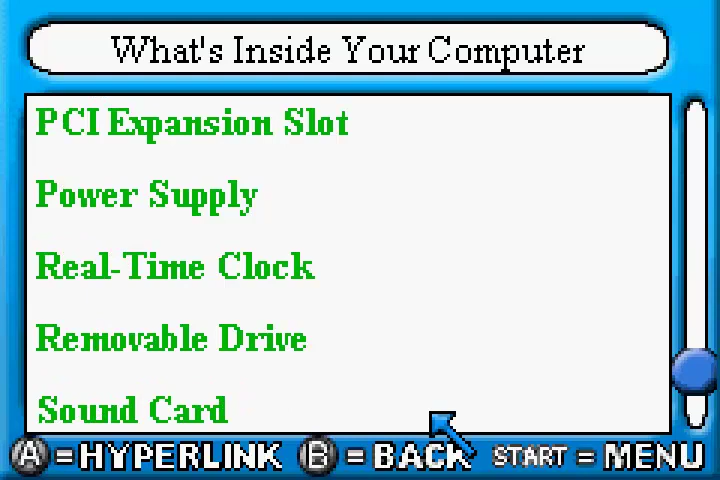 What's Inside Your Computer
PCI Expansion Slot
Power Supply
Real-Time Clock
Removable Drive
Sound Card
A =HYPERLINK B = BACK START = MENU